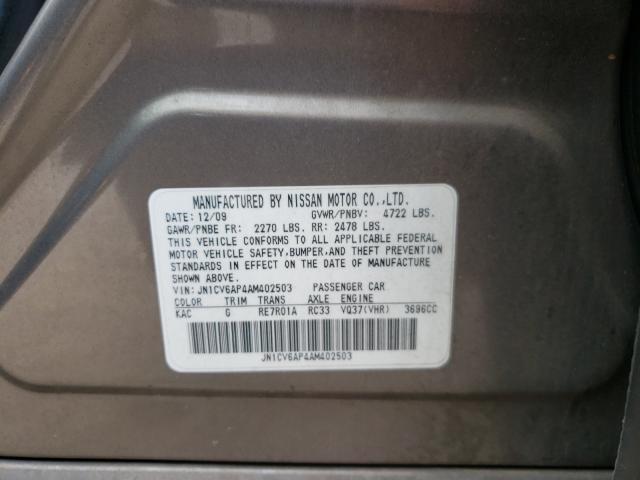 MANUFACTURED BY NISSAN MOTOR CO.,LTD.
DATE: 12/09 GVWR/PNBV: 4722 LBS.
GAWR/PNBE FR: 2270 LBS. RR: 2478 LBS.
THIS VEHICLE CONFORMS TO ALL APPLICABLE FEDERAL
MOTOR VEHICLE SAFETY,BUMPER,AND THEFT PREVENTION
STANDARDS IN EFFECT ON THE DATE OF MANUFACTURE
SHOWN ABOVE.
VIN: JN1CV6AP4AM402503 PASSENGER CAR
COLOR TRIM TRANS AXLE ENGINE
KAC G RE7R01A RC33 VQ37(VHR) 3696CC
JN1CV6AP4AM402503